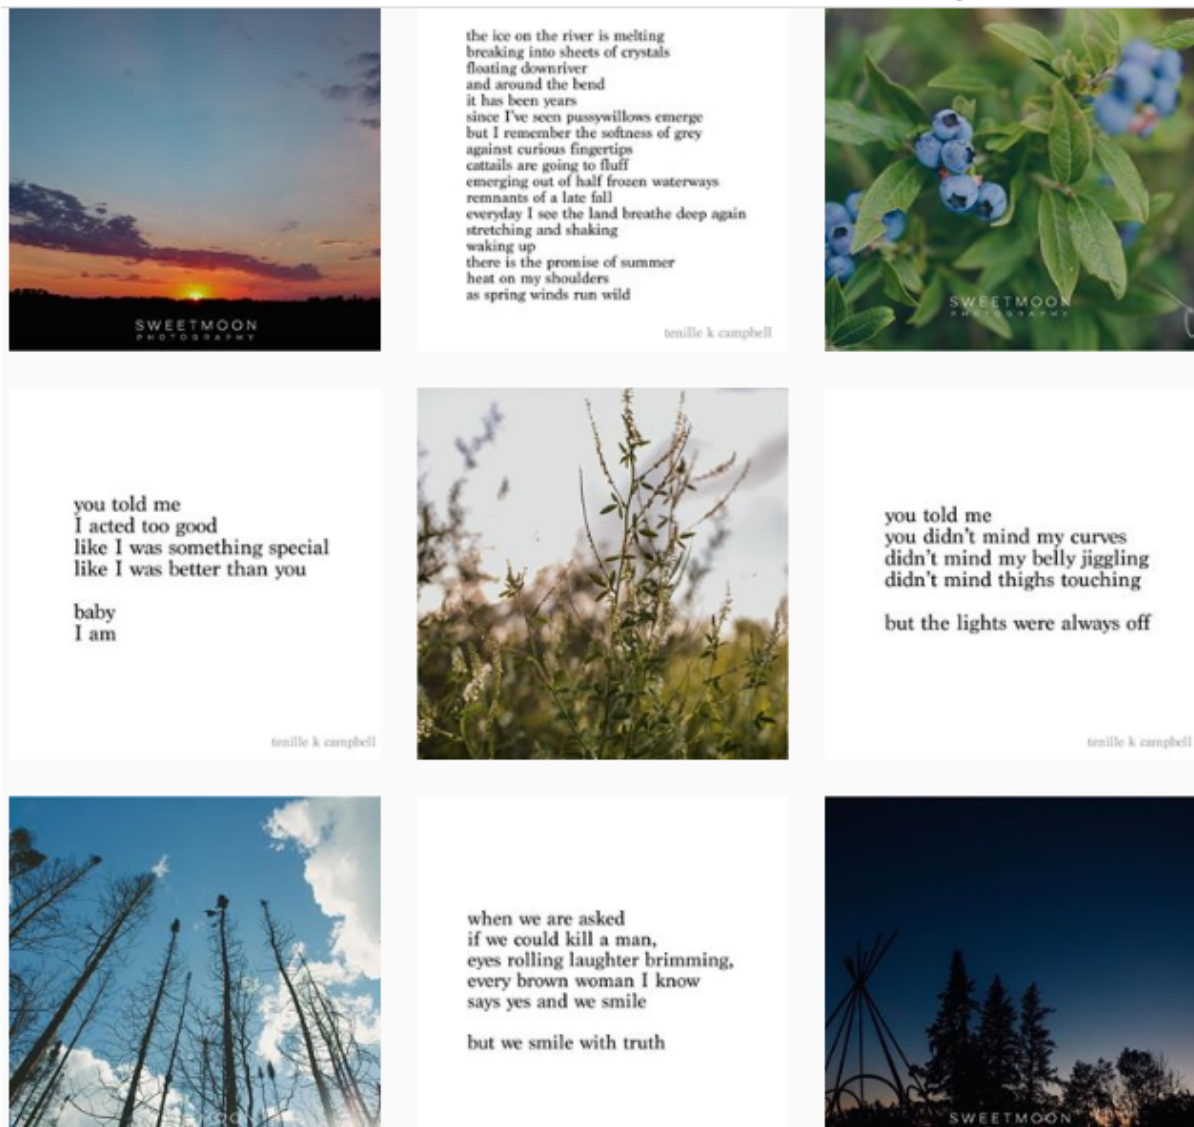 the ice on the river is melting
breaking into sheets of crystals
floating downriver
and around the bend
it has been years
since I've seen pussywillows emerge
but I remember the softness of grey
against curious fingertips
cattails are going to fluff
emerging out of half frozen waterways
remnants of a late fall
everyday I see the land breathe deep again
stretching and shaking
waking up
there is the promise of summer
heat on my shoulders
as spring winds run wild
tenille k campbell
SWEETMOON
PHOTOGRAPHY
SWEETMOON
PHOTOGRAPHY
you told me
I acted too good
like I was something special
like I was better than you
baby
I am
tenille k campbell
you told me
you didn't mind my curves
didn't mind my belly jiggling
didn't mind thighs touching
but the lights were always off
tenille k campbell
when we are asked
if we could kill a man,
eyes rolling laughter brimming,
every brown woman I know
says yes and we smile
but we smile with truth
SWEETMOON